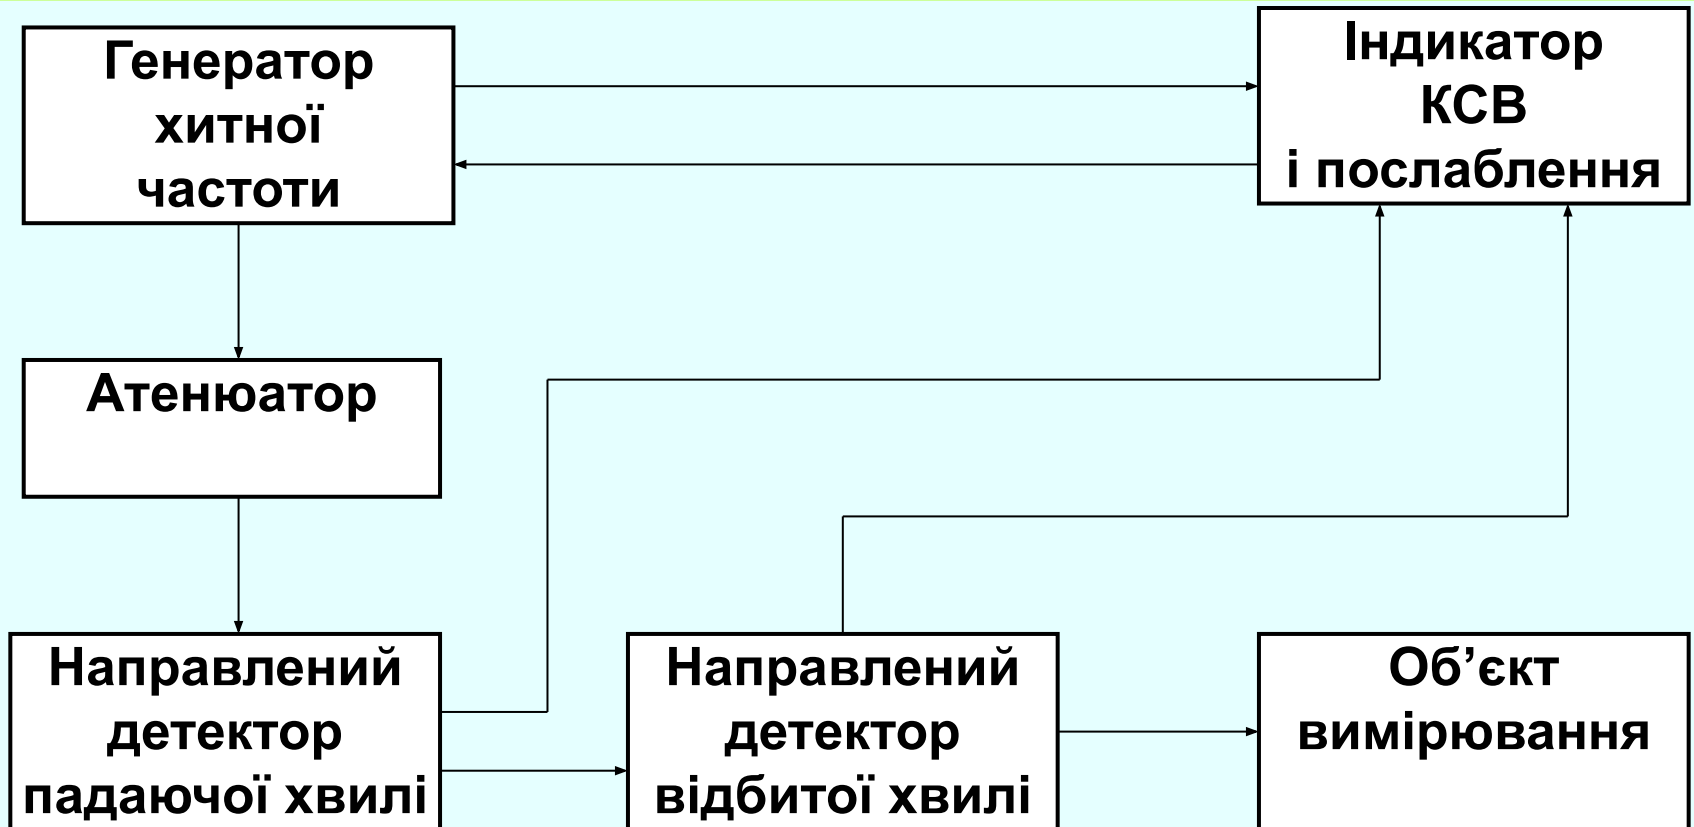 Генератор
хитної
частоти
Індикатор
КСВ
і послаблення
Атенюатор
Направлений
детектор
падаючої хвилі
Направлений
детектор
відбитої хвилі
Об’єкт
вимірювання